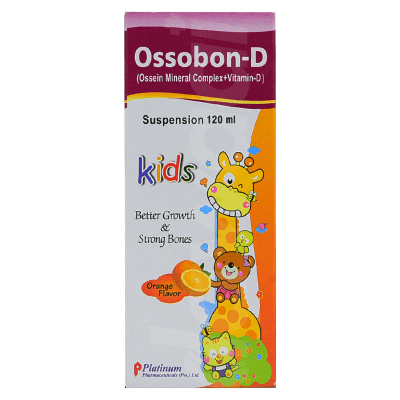 Ossobon-D
(Ossein Mineral Complex+Vitamin-D)
Suspension 120 ml
kids
Better Growth
&
Strong Bones
Orange
Flavor
Platinum
Pharmaceuticals (Pvt.) Ltd.